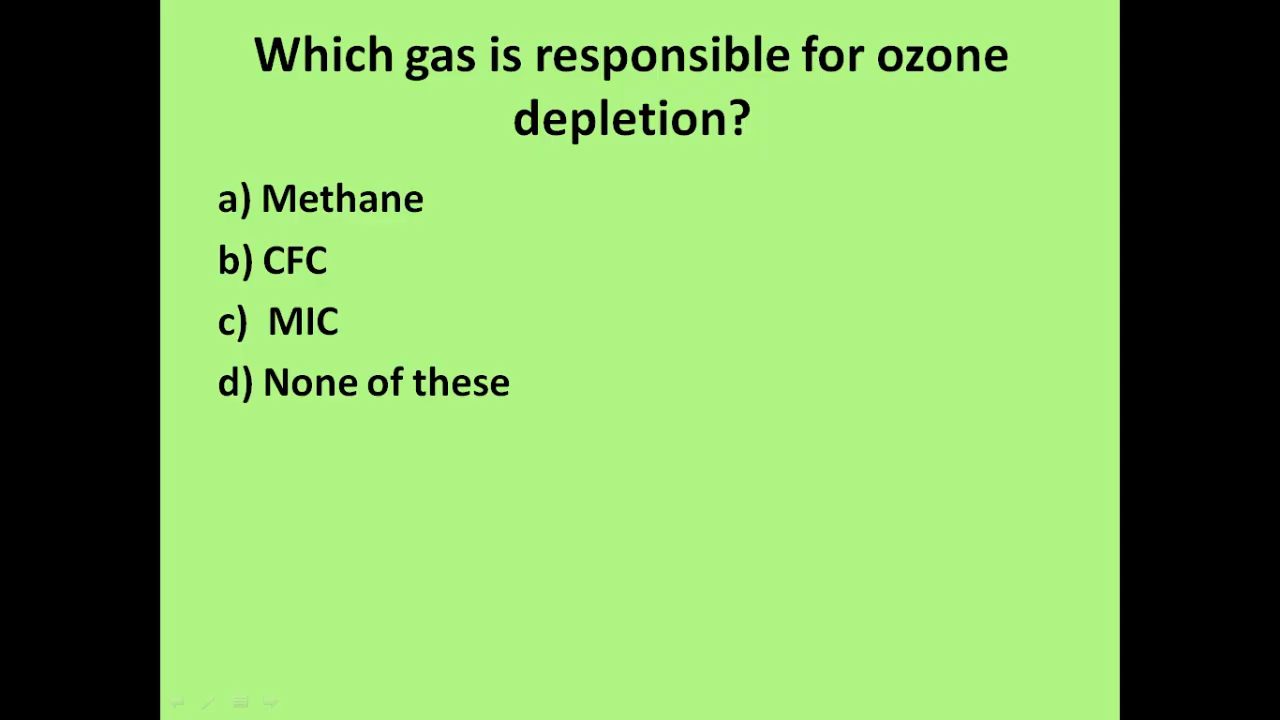 Which gas is responsible for ozone
depletion?
a) Methane
b) CFC
c) MIC
d) None of these